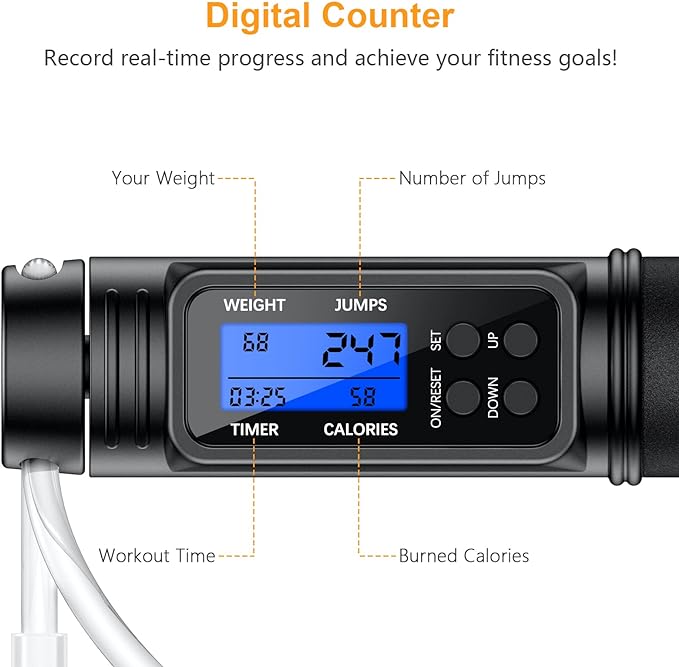 Digital Counter
Record real-time progress and achieve your fitness goals!
Your Weight
Number of Jumps
WEIGHT JUMPS
68 247
03:25 58
TIMER CALORIES
SET UP
ON/RESET DOWN
Workout Time
Burned Calories